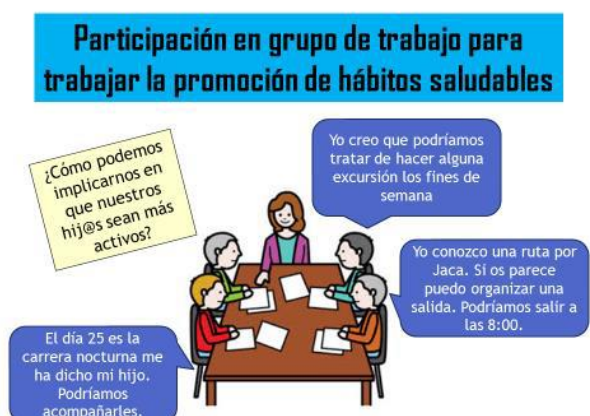 Participación en grupo de trabajo para
trabajar la promoción de hábitos saludables
¿Cómo podemos
implicarnos en
que nuestros
hij@s sean más
activos?
Yo creo que podríamos
tratar de hacer alguna
excursión los fines de
semana
Yo conozco una ruta por
Jaca. Si os parece
puedo organizar una
salida. Podríamos salir a
las 8:00.
El día 25 es la
carrera nocturna me
ha dicho mi hijo.
Podríamos
acompañarles.